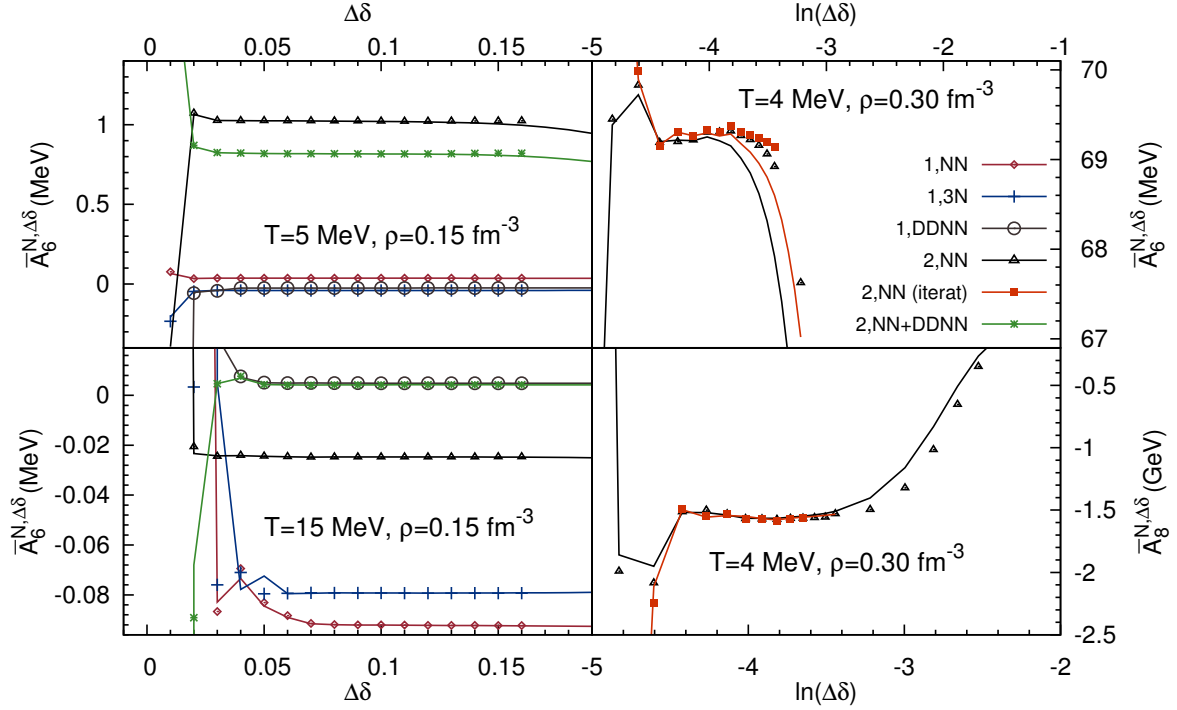 Δδ ln(Δδ)
0 0.05 0.1 0.15 -5 -4 -3 -2 -1
1
0.5
0
A̅₆^N,Δδ (MeV)
T=5 MeV, ρ=0.15 fm⁻³
T=4 MeV, ρ=0.30 fm⁻³
1,NN
1,3N
1,DDNN
2,NN
2,NN (iterat)
2,NN+DDNN
70
69
68
67
A̅₆^N,Δδ (MeV)
0
-0.02
-0.04
-0.06
-0.08
A̅₆^N,Δδ (MeV)
T=15 MeV, ρ=0.15 fm⁻³
T=4 MeV, ρ=0.30 fm⁻³
-0.5
-1
-1.5
-2
-2.5
A̅₈^N,Δδ (GeV)
0 0.05 0.1 0.15 -5 -4 -3 -2
Δδ ln(Δδ)